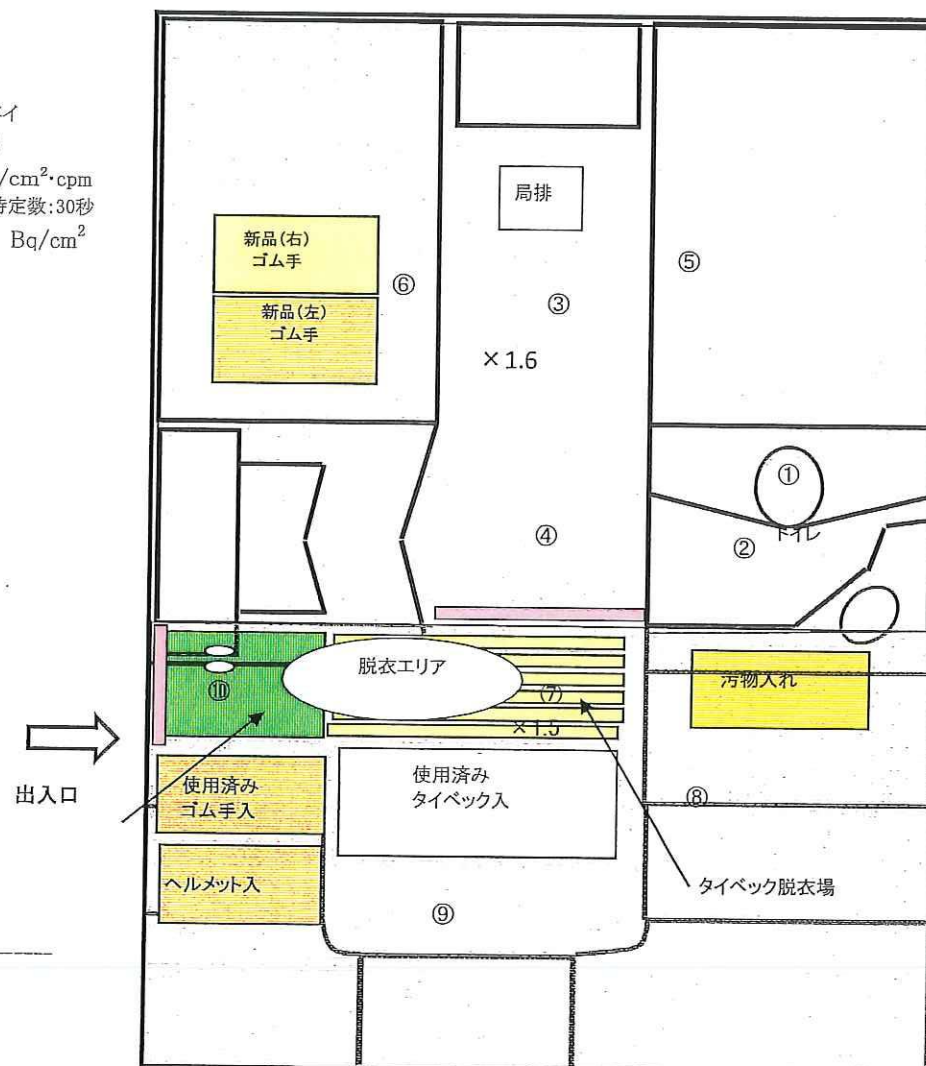 /cm²・cpm
時定数:30秒
Bq/cm²
局排
新品(右)
ゴム手
⑥
⑤
③
新品(左)
ゴム手
×1.6
①
④
②
トイレ
脱衣エリア
⑩
⑦
汚物入れ
×1.5
出入口
使用済み
ゴム手入
使用済み
タイベック入
⑧
ヘルメット入
タイベック脱衣場
⑨